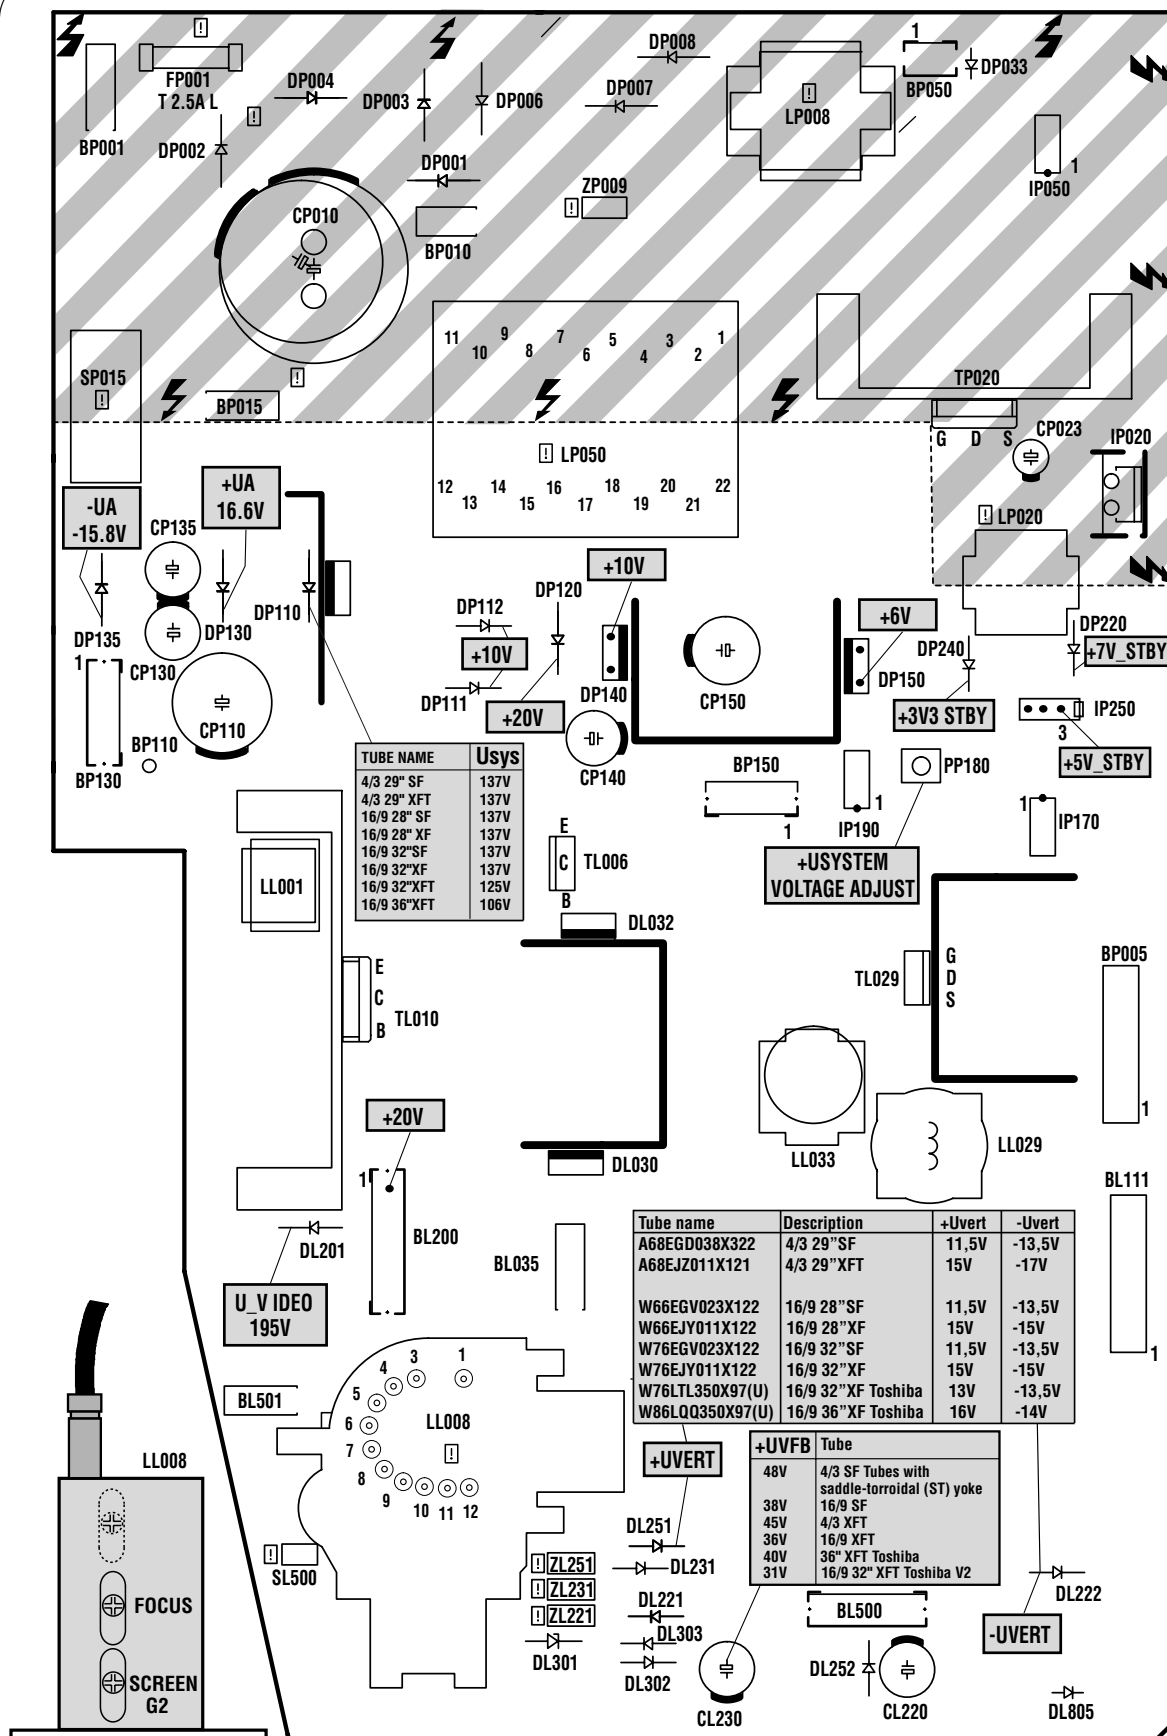 DP008
1
FP001
T 2.5A L
DP004
DP003
DP006
DP007
LP008
BP050
DP033
BP001
DP002
DP001
ZP009
1
IP050
CP010
BP010
11
10
9
8
7
6
5
4
3
2
1
SP015
BP015
TP020
G D S
CP023
IP020
LP050
12
13
14
15
16
17
18
19
20
21
22
LP020
-UA
-15.8V
+UA
16.6V
CP135
DP110
DP135
DP130
CP130
1
CP110
BP110
BP130
+10V
DP120
DP112
+10V
DP111
+20V
DP140
CP140
CP150
+6V
DP150
DP240
DP220
+7V_STBY
+3V3 STBY
IP250
3
+5V_STBY
BP150
1
IP190
1
PP180
1
IP170
+USYSTEM
VOLTAGE ADJUST
TUBE NAME Usys
4/3 29" SF 137V
4/3 29" XFT 137V
16/9 28" SF 137V
16/9 28" XF 137V
16/9 32"SF 137V
16/9 32"XF 137V
16/9 32"XFT 125V
16/9 36"XFT 106V
LL001
E
C
B
TL006
DL032
E
C
B
TL010
TL029
G
D
S
BP005
1
+20V
DL030
LL033
LL029
1
BL200
DL201
BL035
BL111
1
U_V IDEO
195V
Tube name Description +Uvert -Uvert
A68EGD038X322 4/3 29”SF 11,5V -13,5V
A68EJZ011X121 4/3 29”XFT 15V -17V
W66EGV023X122 16/9 28”SF 11,5V -13,5V
W66EJY011X122 16/9 28”XF 15V -15V
W76EGV023X122 16/9 32”SF 11,5V -13,5V
W76EJY011X122 16/9 32”XF 15V -15V
W76LTL350X97(U) 16/9 32”XF Toshiba 13V -13,5V
W86LQQ350X97(U) 16/9 36”XF Toshiba 16V -14V
BL501
LL008
1
3
4
5
6
7
8
9
10
11
12
+UVERT
+UVFB Tube
48V 4/3 SF Tubes with
saddle-torroidal (ST) yoke
38V 16/9 SF
45V 4/3 XFT
36V 16/9 XFT
40V 36" XFT Toshiba
31V 16/9 32" XFT Toshiba V2
LL008
FOCUS
SCREEN
G2
SL500
ZL251
ZL231
ZL221
DL301
DL251
DL231
DL221
DL303
DL302
CL230
BL500
DL252
CL220
DL222
-UVERT
DL805
!
!
!
!
!
!
!
!
!
!
!
!
!